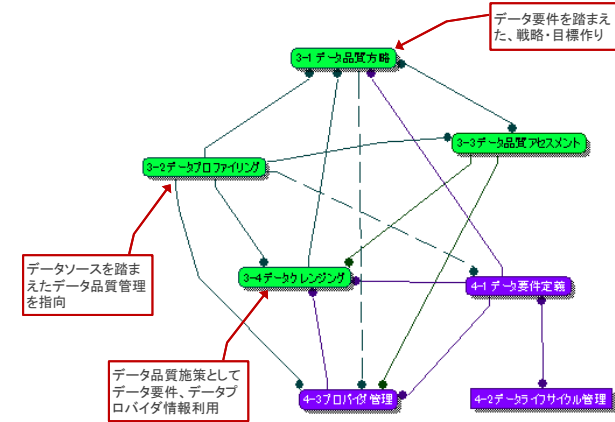 データ要件を踏まえ
た、戦略・目標作り
3-1 データ品質方略
3-3データ品質アセスメント
3-2データプロファイリング
データソースを踏ま
えたデータ品質管理
を指向
3-4データクレンジング
4-1 データ要件定義
データ品質施策として
データ要件、データプ
ロバイダ情報利用
4-3プロバイダ管理
4-2データライフサイクル管理